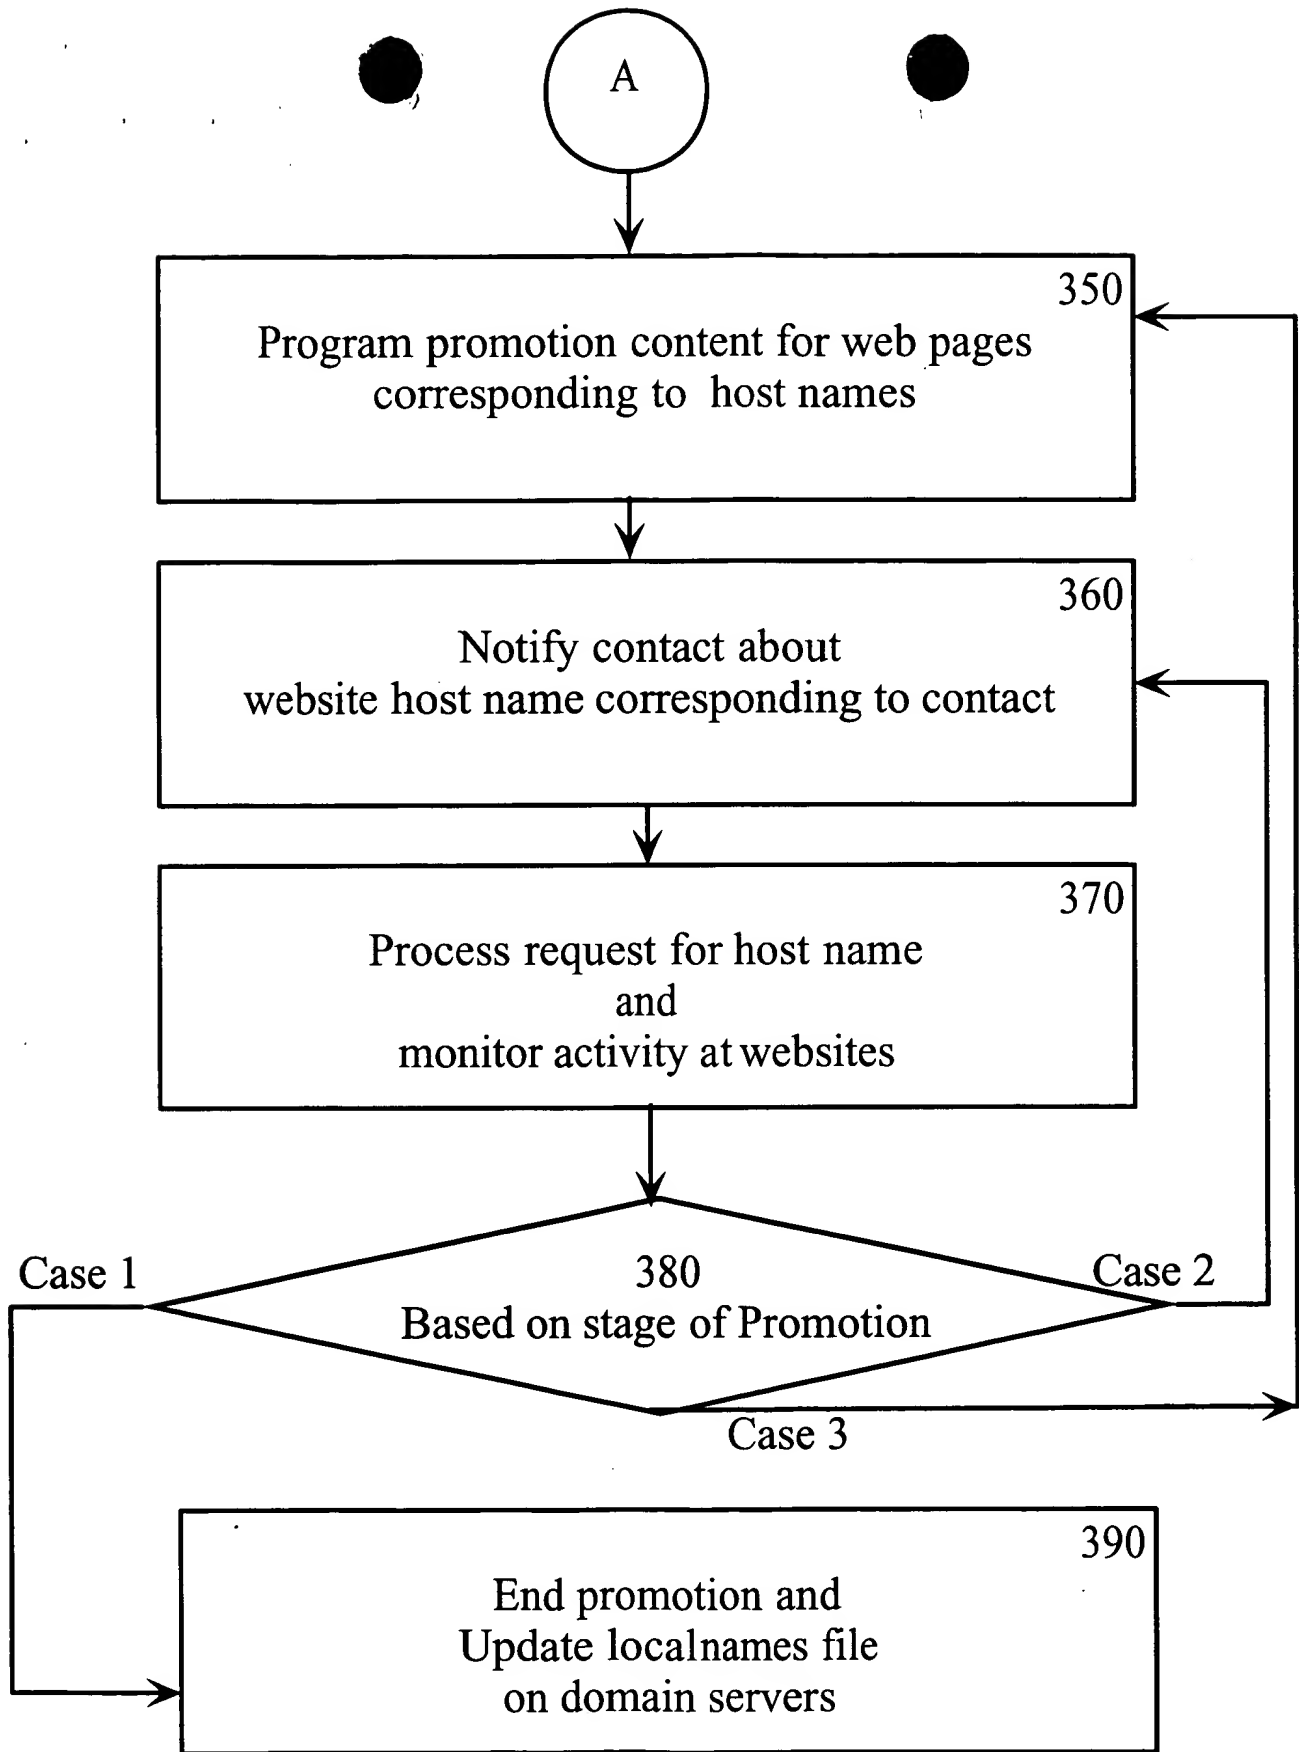 A
350
Program promotion content for web pages
corresponding to host names
360
Notify contact about
website host name corresponding to contact
370
Process request for host name
and
monitor activity at websites
Case 1
380
Case 2
Based on stage of Promotion
Case 3
390
End promotion and
Update localnames file
on domain servers